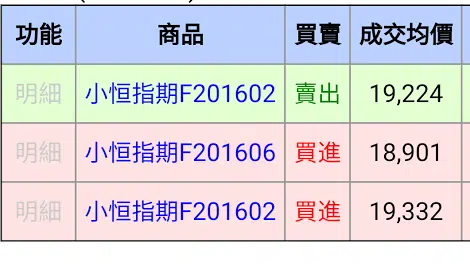 功能 商品 買賣 成交均價
明細 小恒指期F201602 賣出 19,224
明細 小恒指期F201606 買進 18,901
明細 小恒指期F201602 買進 19,332